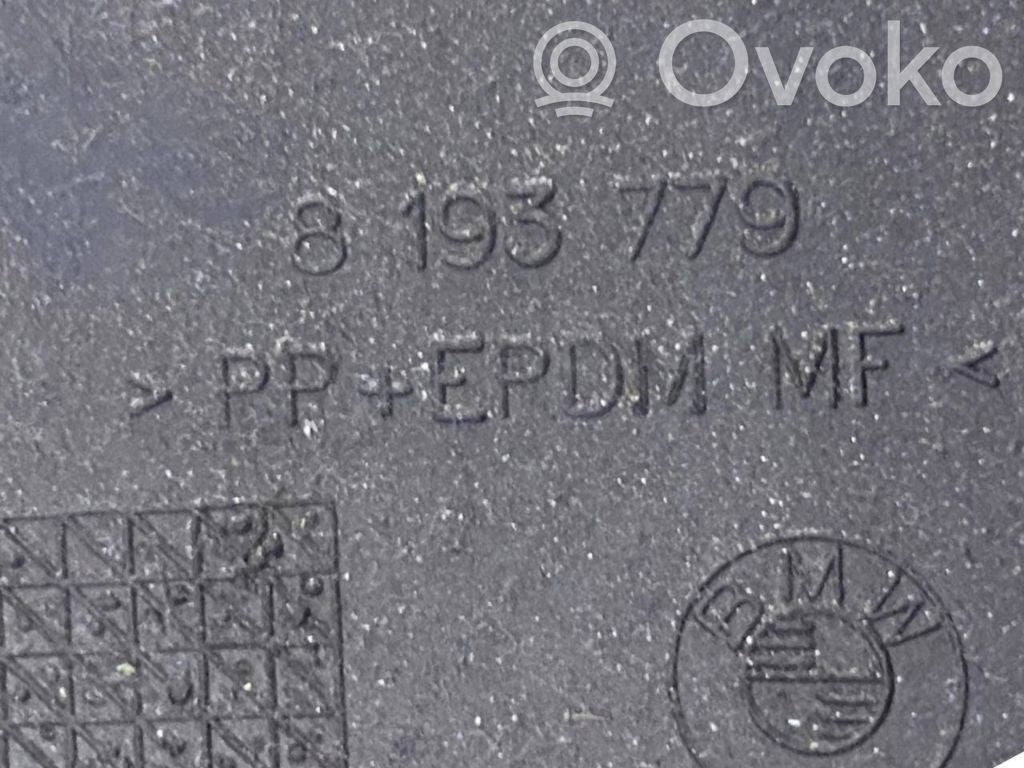 Ovoko
8 193 779
> PP+EPDM MF <
BMW